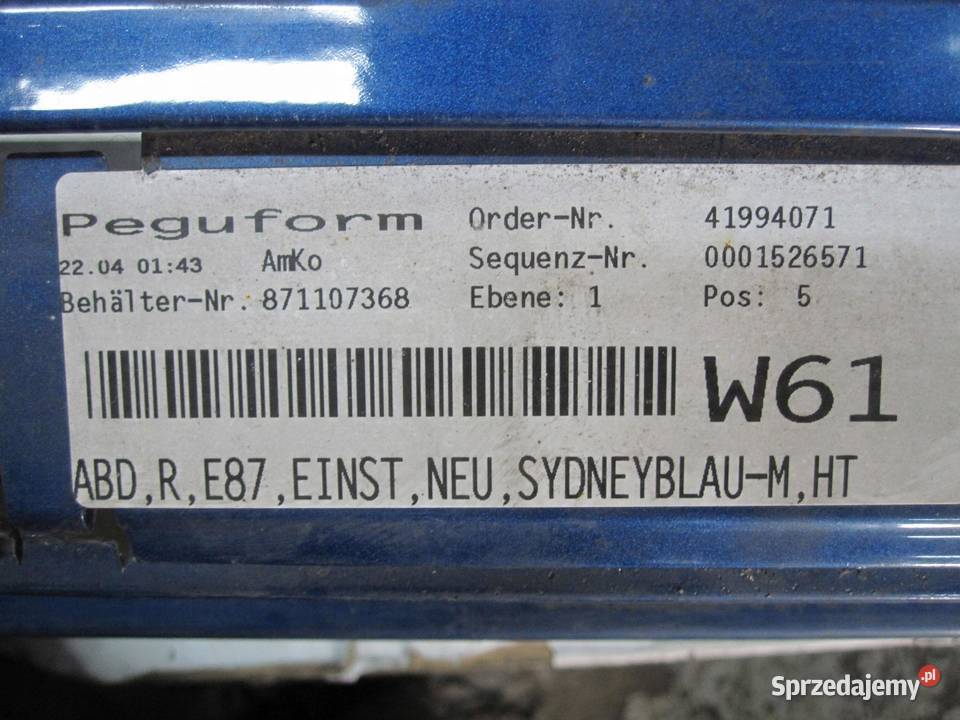 Peguform Order-Nr. 41994071
22.04 01:43 AmKo Sequenz-Nr. 0001526571
Behälter-Nr. 871107368 Ebene: 1 Pos: 5
W61
ABD,R,E87,EINST,NEU,SYDNEYBLAU-M,HT
Sprzedajemy.pl